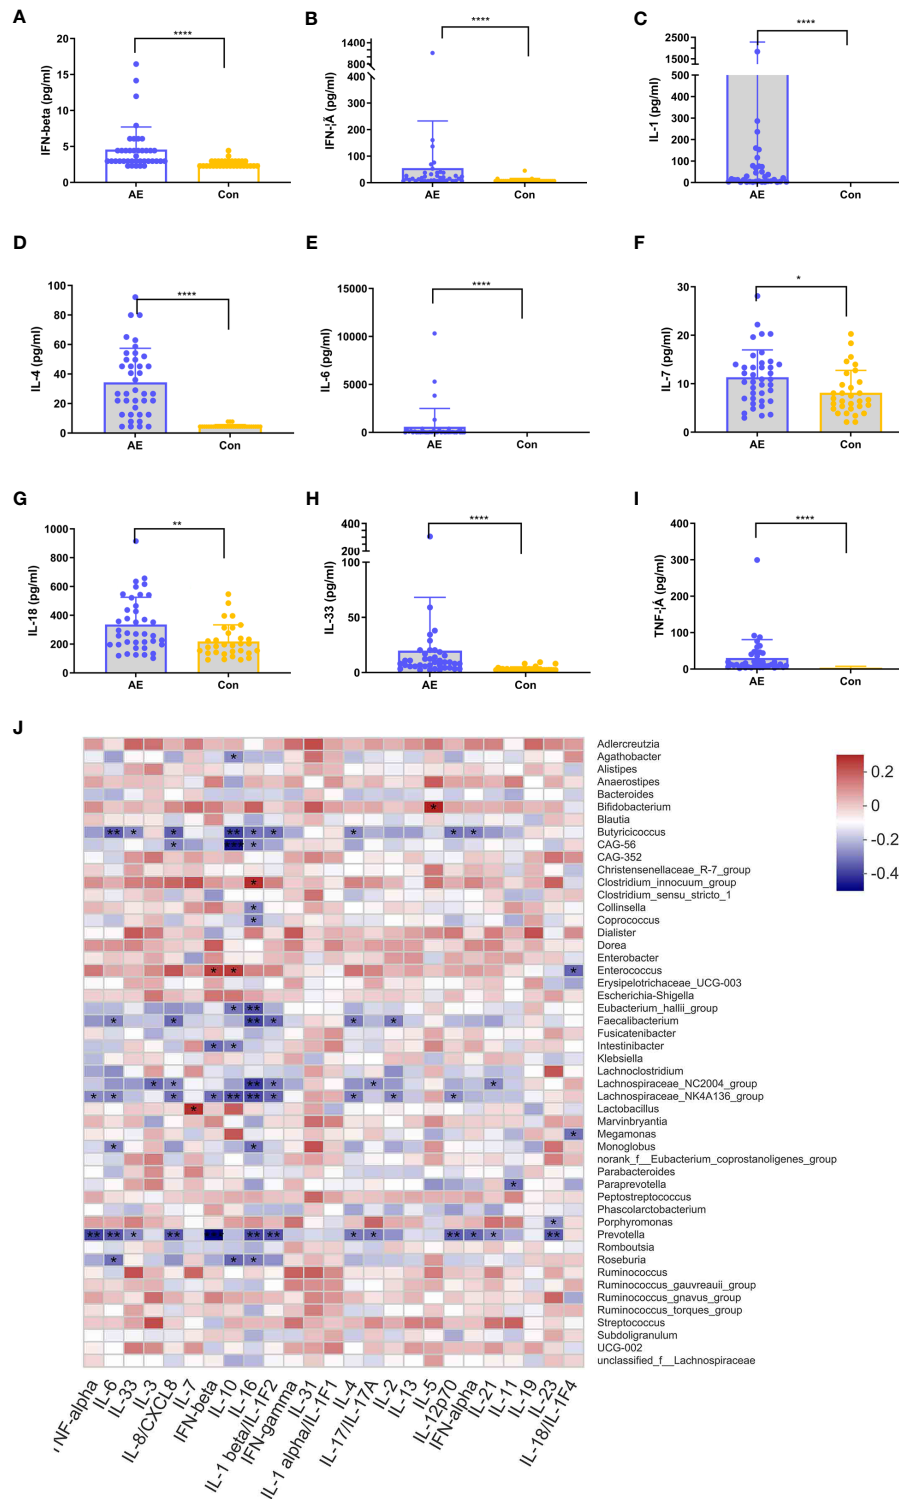 A
****
20
15
10
5
0
IFN-beta (pg/ml)
AE
Con
B
****
1400
800
400
300
200
100
0
IFN-¦Ã (pg/ml)
AE
Con
C
****
2500
1250
500
400
300
200
100
0
IL-1 (pg/ml)
AE
Con
D
****
100
80
60
40
20
0
IL-4 (pg/ml)
AE
Con
E
****
15000
10000
5000
0
IL-6 (pg/ml)
AE
Con
F
*
30
20
10
0
IL-7 (pg/ml)
AE
Con
G
**
1000
800
600
400
200
0
IL-18 (pg/ml)
AE
Con
H
****
400
200
100
50
0
IL-33 (pg/ml)
AE
Con
I
****
400
300
200
100
0
TNF-¦Á (pg/ml)
AE
Con
J
Adlercreutzia
Agathobacter
Alistipes
Anaerostipes
Bacteroides
Bifidobacterium
Blautia
Butyricicoccus
CAG-56
CAG-352
Christensenellaceae_R-7_group
Clostridium_innocuum_group
Clostridium_sensu_stricto_1
Collinsella
Coprococcus
Dialister
Dorea
Enterobacter
Enterococcus
Erysipelotrichaceae_UCG-003
Escherichia-Shigella
Eubacterium_hallii_group
Faecalibacterium
Fusicatenibacter
Intestinibacter
Klebsiella
Lachnoclostridium
Lachnospiraceae_NC2004_group
Lachnospiraceae_NK4A136_group
Lactobacillus
Marvinbryantia
Megamonas
Monoglobus
norank_f__Eubacterium_coprostanoligenes_group
Parabacteroides
Paraprevotella
Peptostreptococcus
Phascolarctobacterium
Porphyromonas
Prevotella
Romboutsia
Roseburia
Ruminococcus
Ruminococcus_gauvreauii_group
Ruminococcus_gnavus_group
Ruminococcus_torques_group
Streptococcus
Subdoligranulum
UCG-002
unclassified_f__Lachnospiraceae
0.2
0
-0.2
-0.4
NF-alpha
IL-6
IL-33
IL-3
IL-8/CXCL8
IL-7
IFN-beta
IL-10
IL-16
IL-1 beta/IL-1F2
IFN-gamma
IL-31
IL-1 alpha/IL-1F1
IL-4
IL-17/IL-17A
IL-2
IL-13
IL-5
IL-12p70
IFN-alpha
IL-21
IL-11
IL-19
IL-23
IL-18/IL-1F4